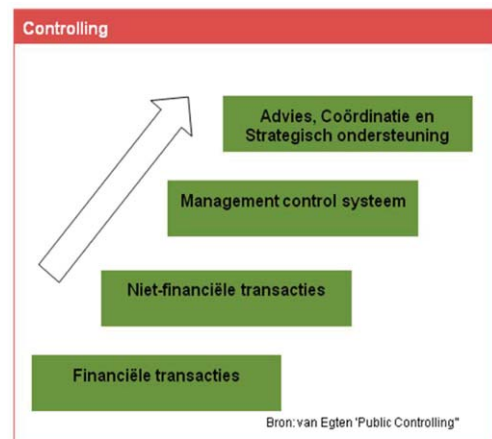 Controlling
Advies, Coördinatie en
Strategisch ondersteuning
Management control systeem
Niet-financiële transacties
Financiële transacties
Bron: van Egten 'Public Controlling"